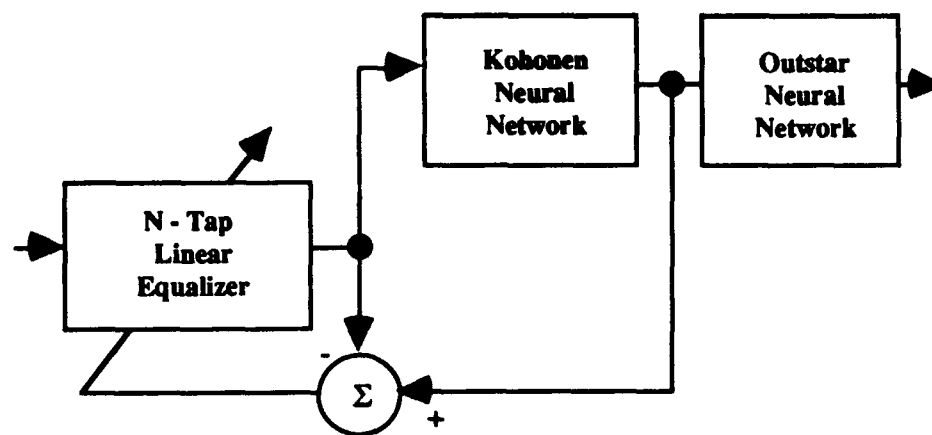 Kohonen
Neural
Network
Outstar
Neural
Network
N - Tap
Linear
Equalizer
-
Σ
+